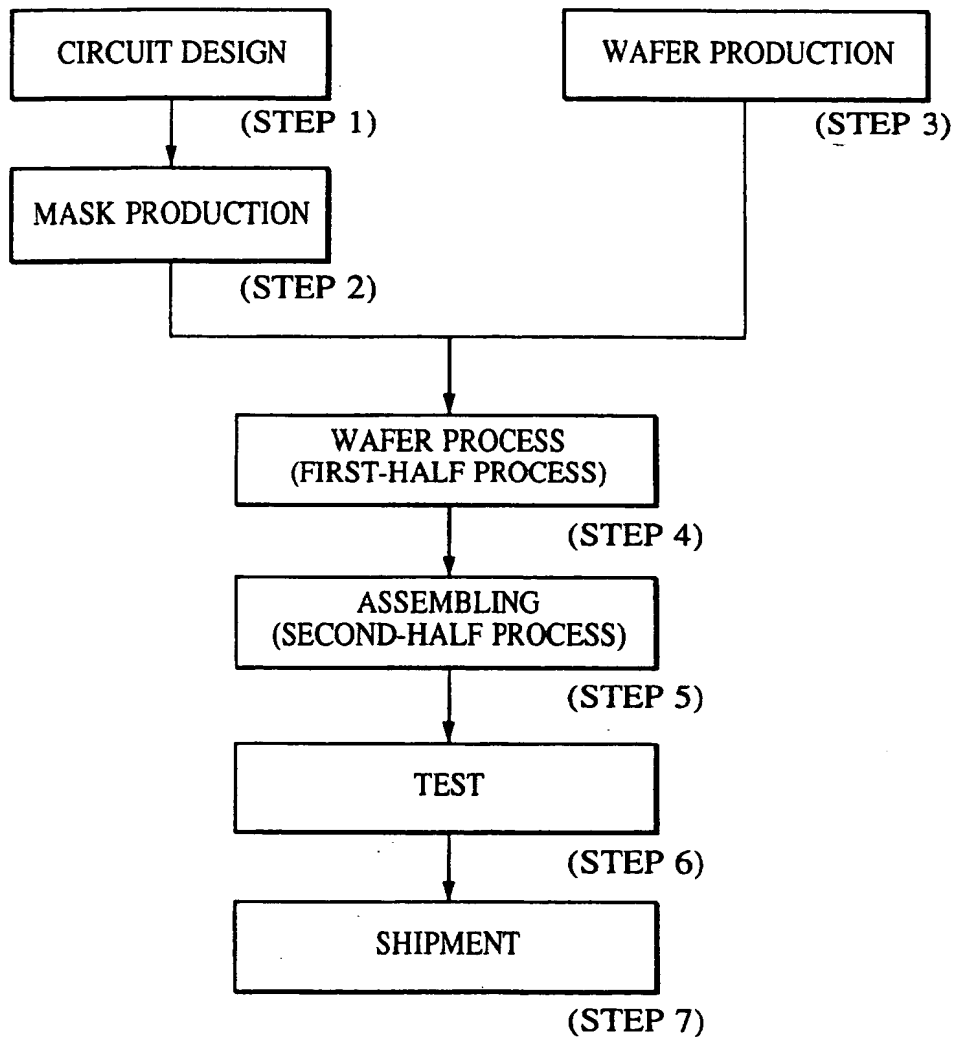 CIRCUIT DESIGN
(STEP 1)
MASK PRODUCTION
(STEP 2)
WAFER PRODUCTION
(STEP 3)
WAFER PROCESS
(FIRST-HALF PROCESS)
(STEP 4)
ASSEMBLING
(SECOND-HALF PROCESS)
(STEP 5)
TEST
(STEP 6)
SHIPMENT
(STEP 7)